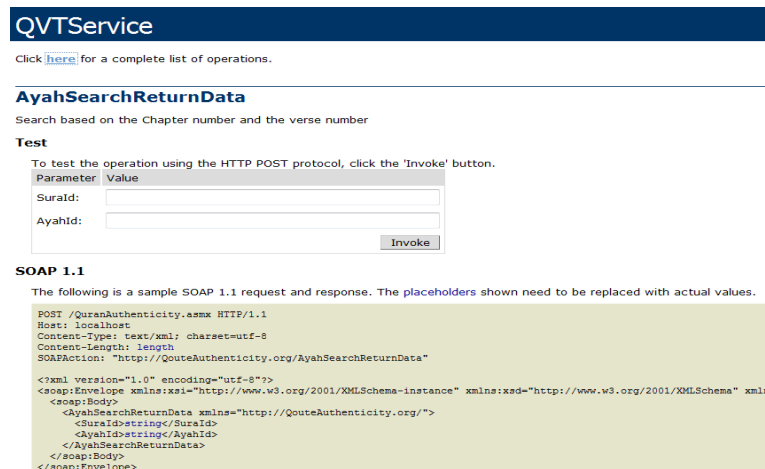 QVTService
Click here for a complete list of operations.
AyahSearchReturnData
Search based on the Chapter number and the verse number
Test
To test the operation using the HTTP POST protocol, click the 'Invoke' button.
Parameter Value
SuraId:
AyahId:
Invoke
SOAP 1.1
The following is a sample SOAP 1.1 request and response. The placeholders shown need to be replaced with actual values.
POST /QuranAuthenticity.asmx HTTP/1.1
Host: localhost
Content-Type: text/xml; charset=utf-8
Content-Length: length
SOAPAction: "http://QouteAuthenticity.org/AyahSearchReturnData"
<?xml version="1.0" encoding="utf-8"?>
<soap:Envelope xmlns:xsi="http://www.w3.org/2001/XMLSchema-instance" xmlns:xsd="http://www.w3.org/2001/XMLSchema" xml
<soap:Body>
<AyahSearchReturnData xmlns="http://QouteAuthenticity.org/">
<SuraId>string</SuraId>
<AyahId>string</AyahId>
</AyahSearchReturnData>
</soap:Body>
</soap:Envelope>